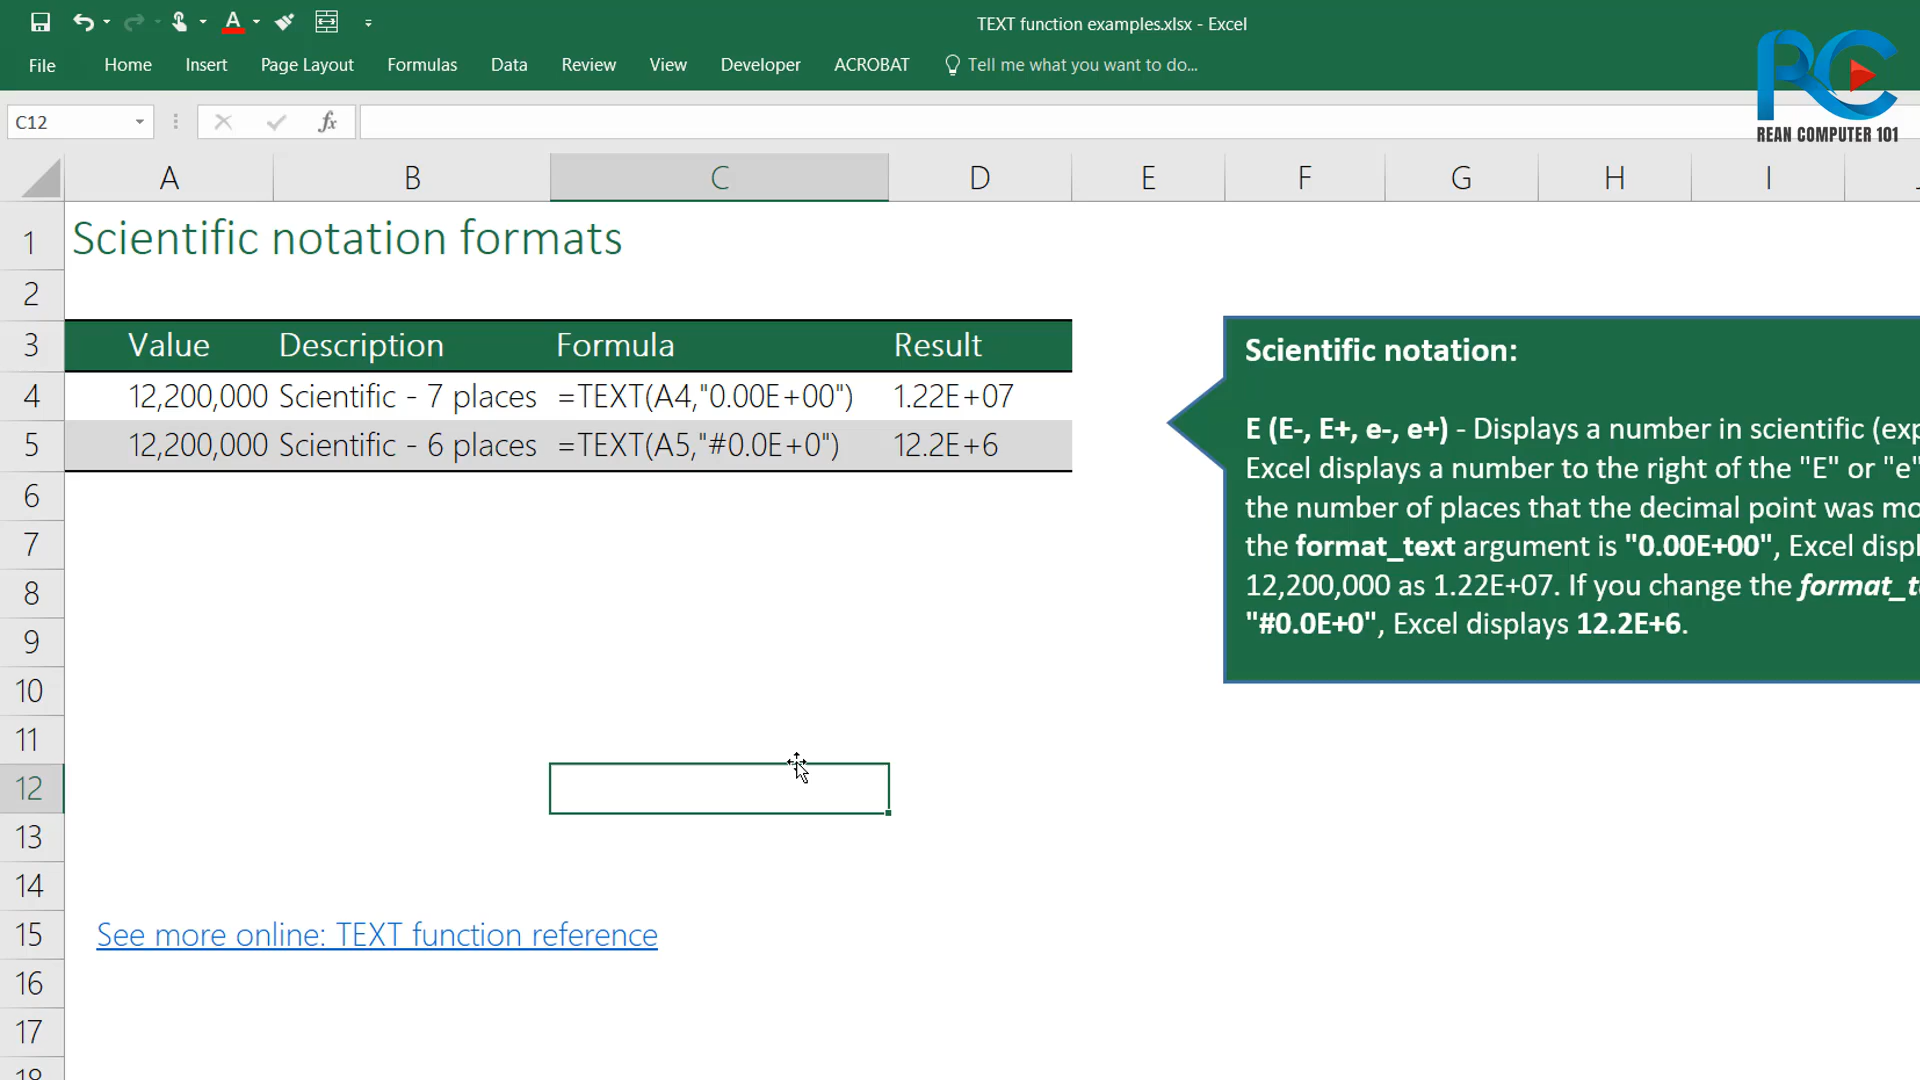 TEXT function examples.xlsx - Excel
File Home Insert Page Layout Formulas Data Review View Developer ACROBAT Tell me what you want to do...
REAN COMPUTER 101
C12 fx
A B C D E F G H I
1 Scientific notation formats
2
3 Value Description Formula Result
4 12,200,000 Scientific - 7 places =TEXT(A4,"0.00E+00") 1.22E+07
5 12,200,000 Scientific - 6 places =TEXT(A5,"#0.0E+0") 12.2E+6
6
7
8
9
10
11
12
13
14
15 See more online: TEXT function reference
16
17
18
Scientific notation:
E (E-, E+, e-, e+) - Displays a number in scientific (exp
Excel displays a number to the right of the "E" or "e"
the number of places that the decimal point was mo
the format_text argument is "0.00E+00", Excel displ
12,200,000 as 1.22E+07. If you change the format_t
"#0.0E+0", Excel displays 12.2E+6.